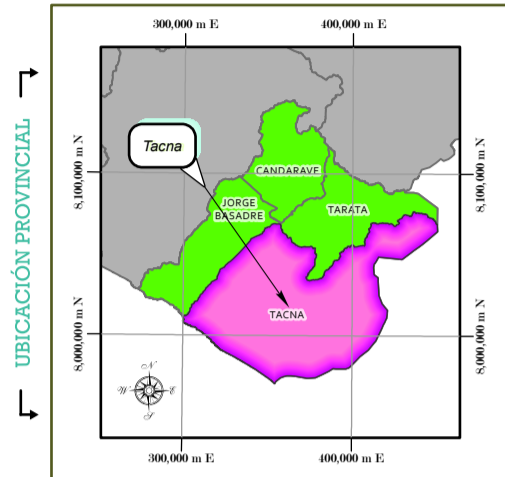 300,000 m E
400,000 m E
UBICACIÓN PROVINCIAL
8,100,000 m N
8,100,000 m N
Tacna
CANDARAVE
JORGE
BASADRE
TARATA
TACNA
8,000,000 m N
8,000,000 m N
N
W
E
S
300,000 m E
400,000 m E